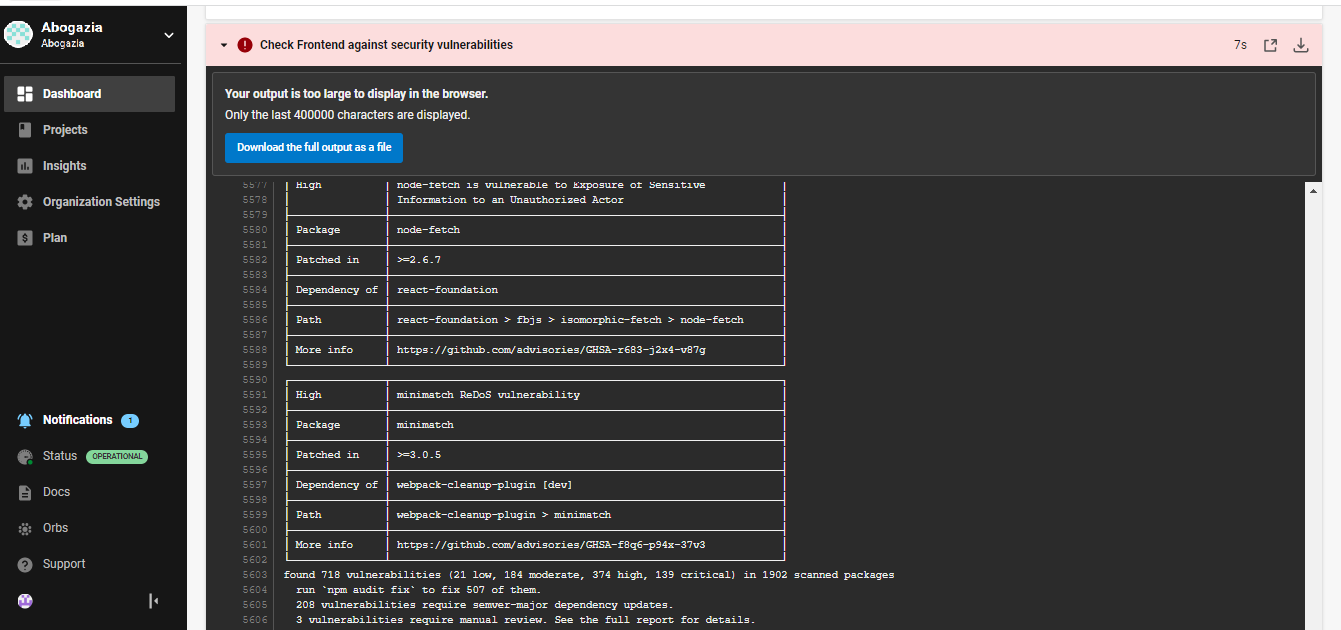 Abogazia
Abogazia
Dashboard
Projects
Insights
Organization Settings
$ Plan
Notifications 1
Status OPERATIONAL
Docs
Orbs
? Support
! Check Frontend against security vulnerabilities 7s
Your output is too large to display in the browser.
Only the last 400000 characters are displayed.
Download the full output as a file
5577 High node-fetch is vulnerable to Exposure of Sensitive
5578 Information to an Unauthorized Actor
5579
5580 Package node-fetch
5581
5582 Patched in >=2.6.7
5583
5584 Dependency of react-foundation
5585
5586 Path react-foundation > fbjs > isomorphic-fetch > node-fetch
5587
5588 More info https://github.com/advisories/GHSA-r683-j2x4-v87g
5589
5590
5591 High minimatch ReDoS vulnerability
5592
5593 Package minimatch
5594
5595 Patched in >=3.0.5
5596
5597 Dependency of webpack-cleanup-plugin [dev]
5598
5599 Path webpack-cleanup-plugin > minimatch
5600
5601 More info https://github.com/advisories/GHSA-f8q6-p94x-37v3
5602
5603 found 718 vulnerabilities (21 low, 184 moderate, 374 high, 139 critical) in 1902 scanned packages
5604 run `npm audit fix` to fix 507 of them.
5605 208 vulnerabilities require semver-major dependency updates.
5606 3 vulnerabilities require manual review. See the full report for details.